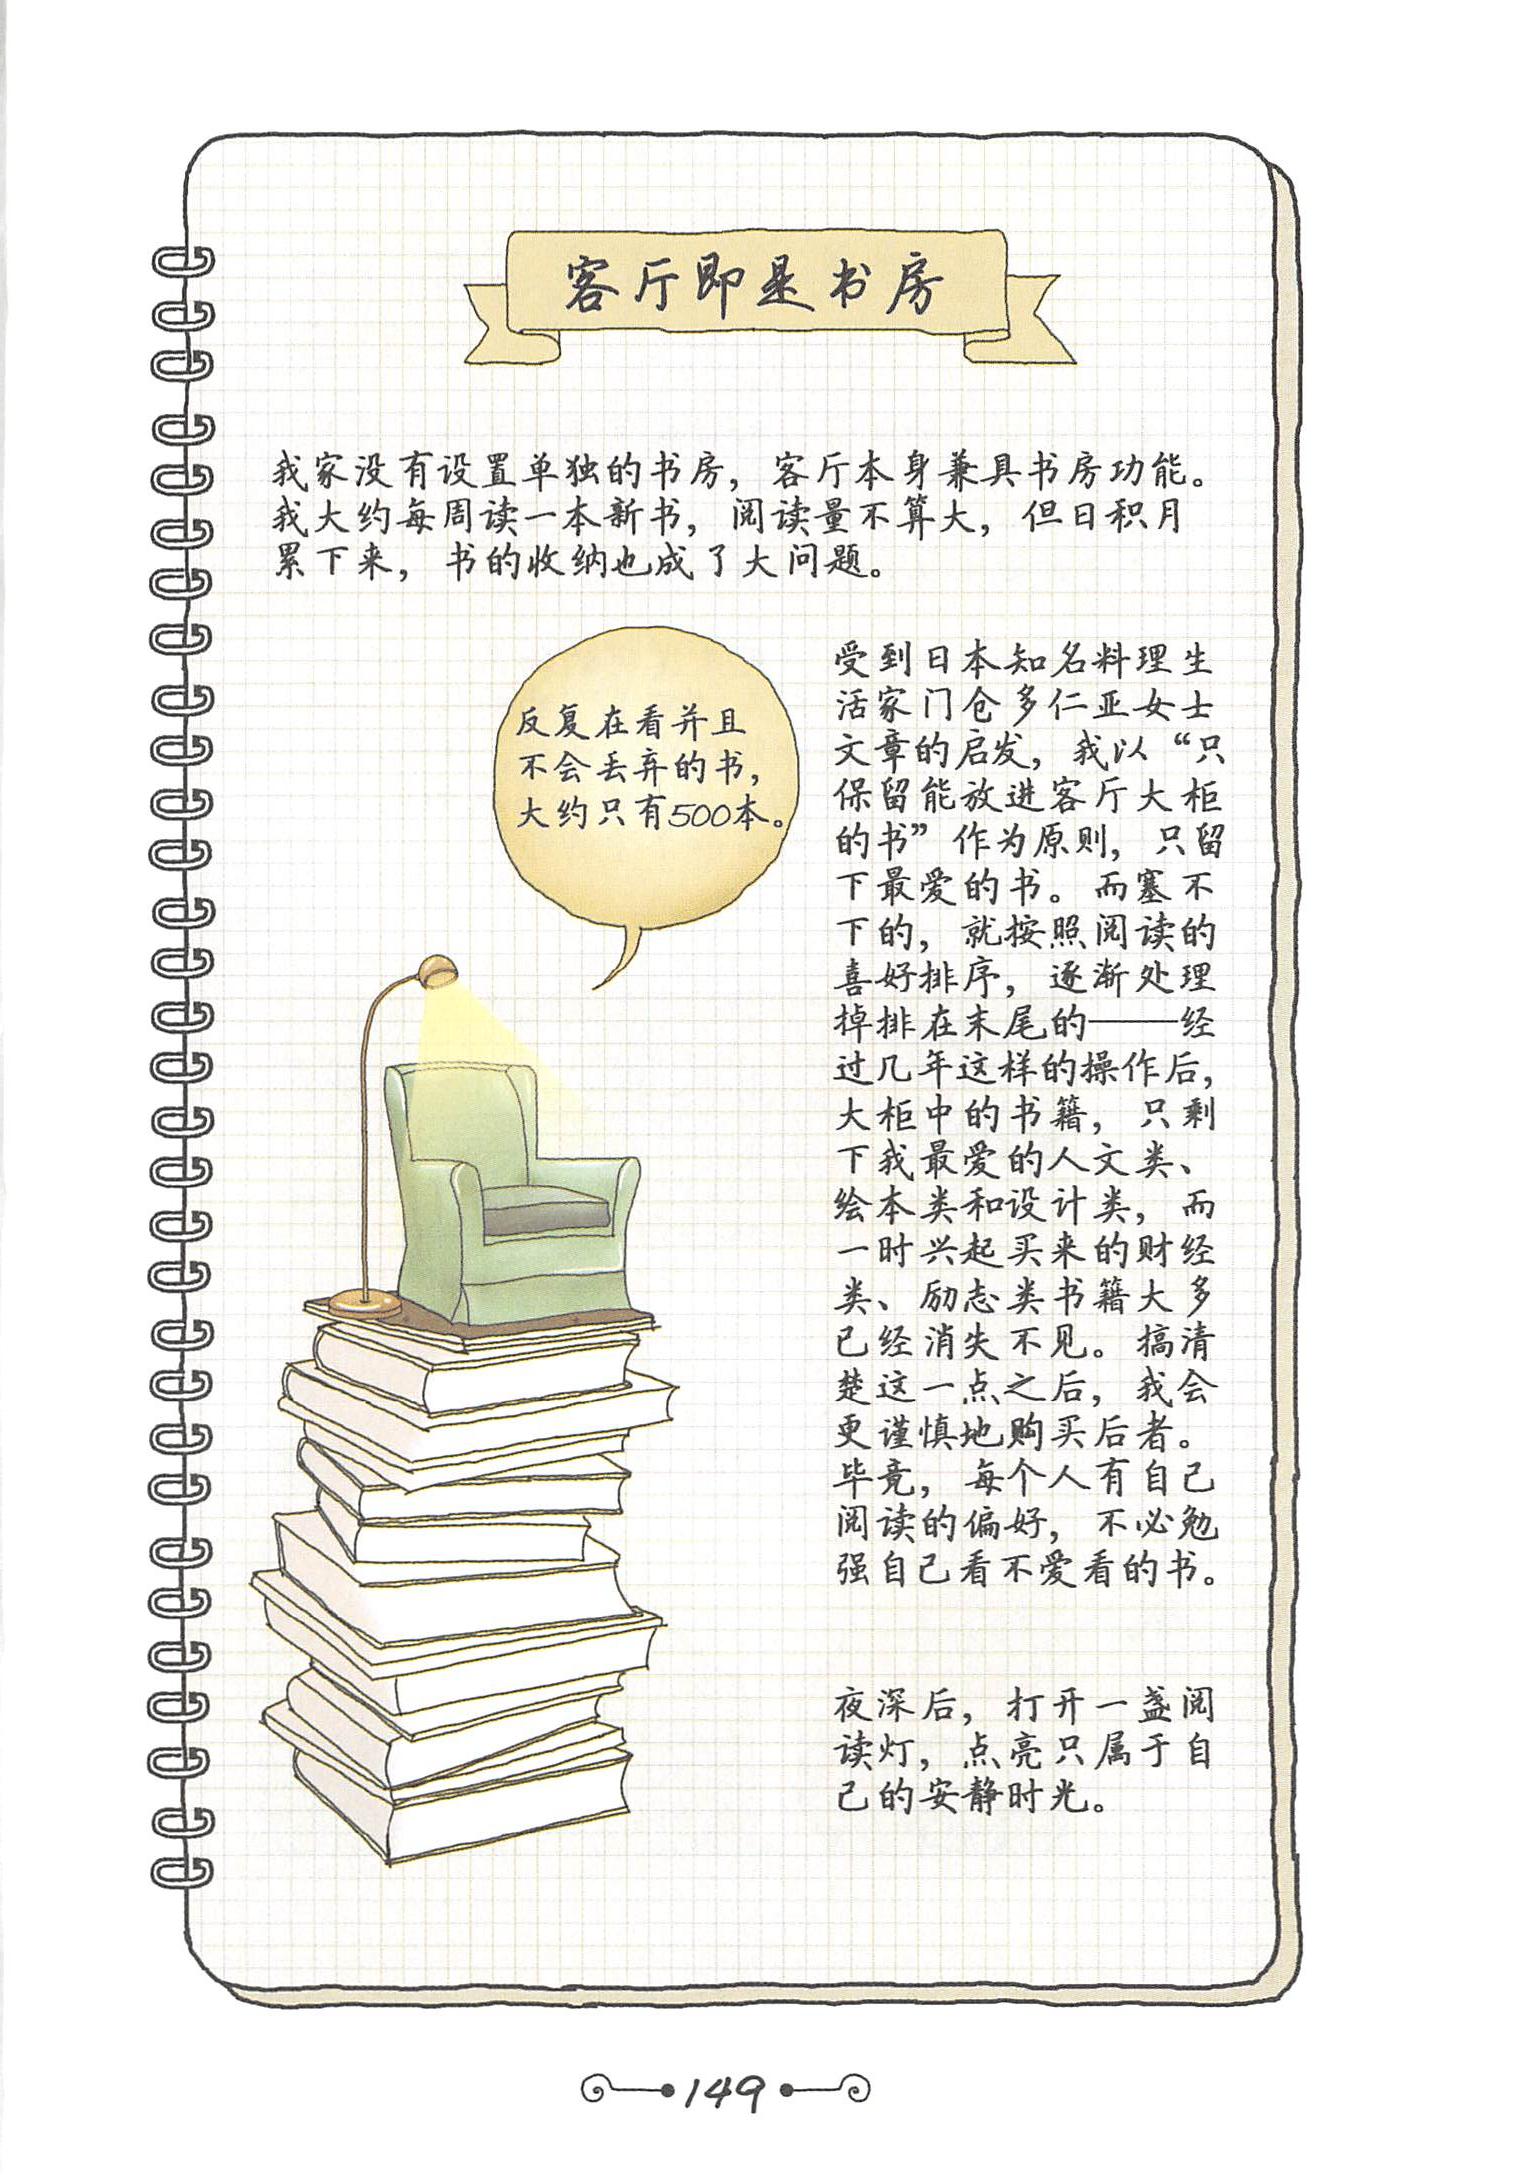 客厅即是书房
我家没有设置单独的书房，客厅本身兼具书房功能。
我大约每周读一本新书，阅读量不算大，但日积月
累下来，书的收纳也成了大问题。
反复在看并且
不会丢弃的书，
大约只有500本。
受到日本知名料理生
活家门仓多仁亚女士
文章的启发，我以“只
保留能放进客厅大柜
的书”作为原则，只留
下最爱的书。而塞不
下的，就按照阅读的
喜好排序，逐渐处理
掉排在末尾的——经
过几年这样的操作后，
大柜中的书籍，只剩
下我最爱的人文类、
绘本类和设计类，而
一时兴起买来的财经
类、励志类书籍大多
已经消失不见。搞清
楚这一点之后，我会
更谨慎地购买后者。
毕竟，每个人有自己
阅读的偏好，不必勉
强自己看不爱看的书。
夜深后，打开一盏阅
读灯，点亮只属于自
己的安静时光。
149